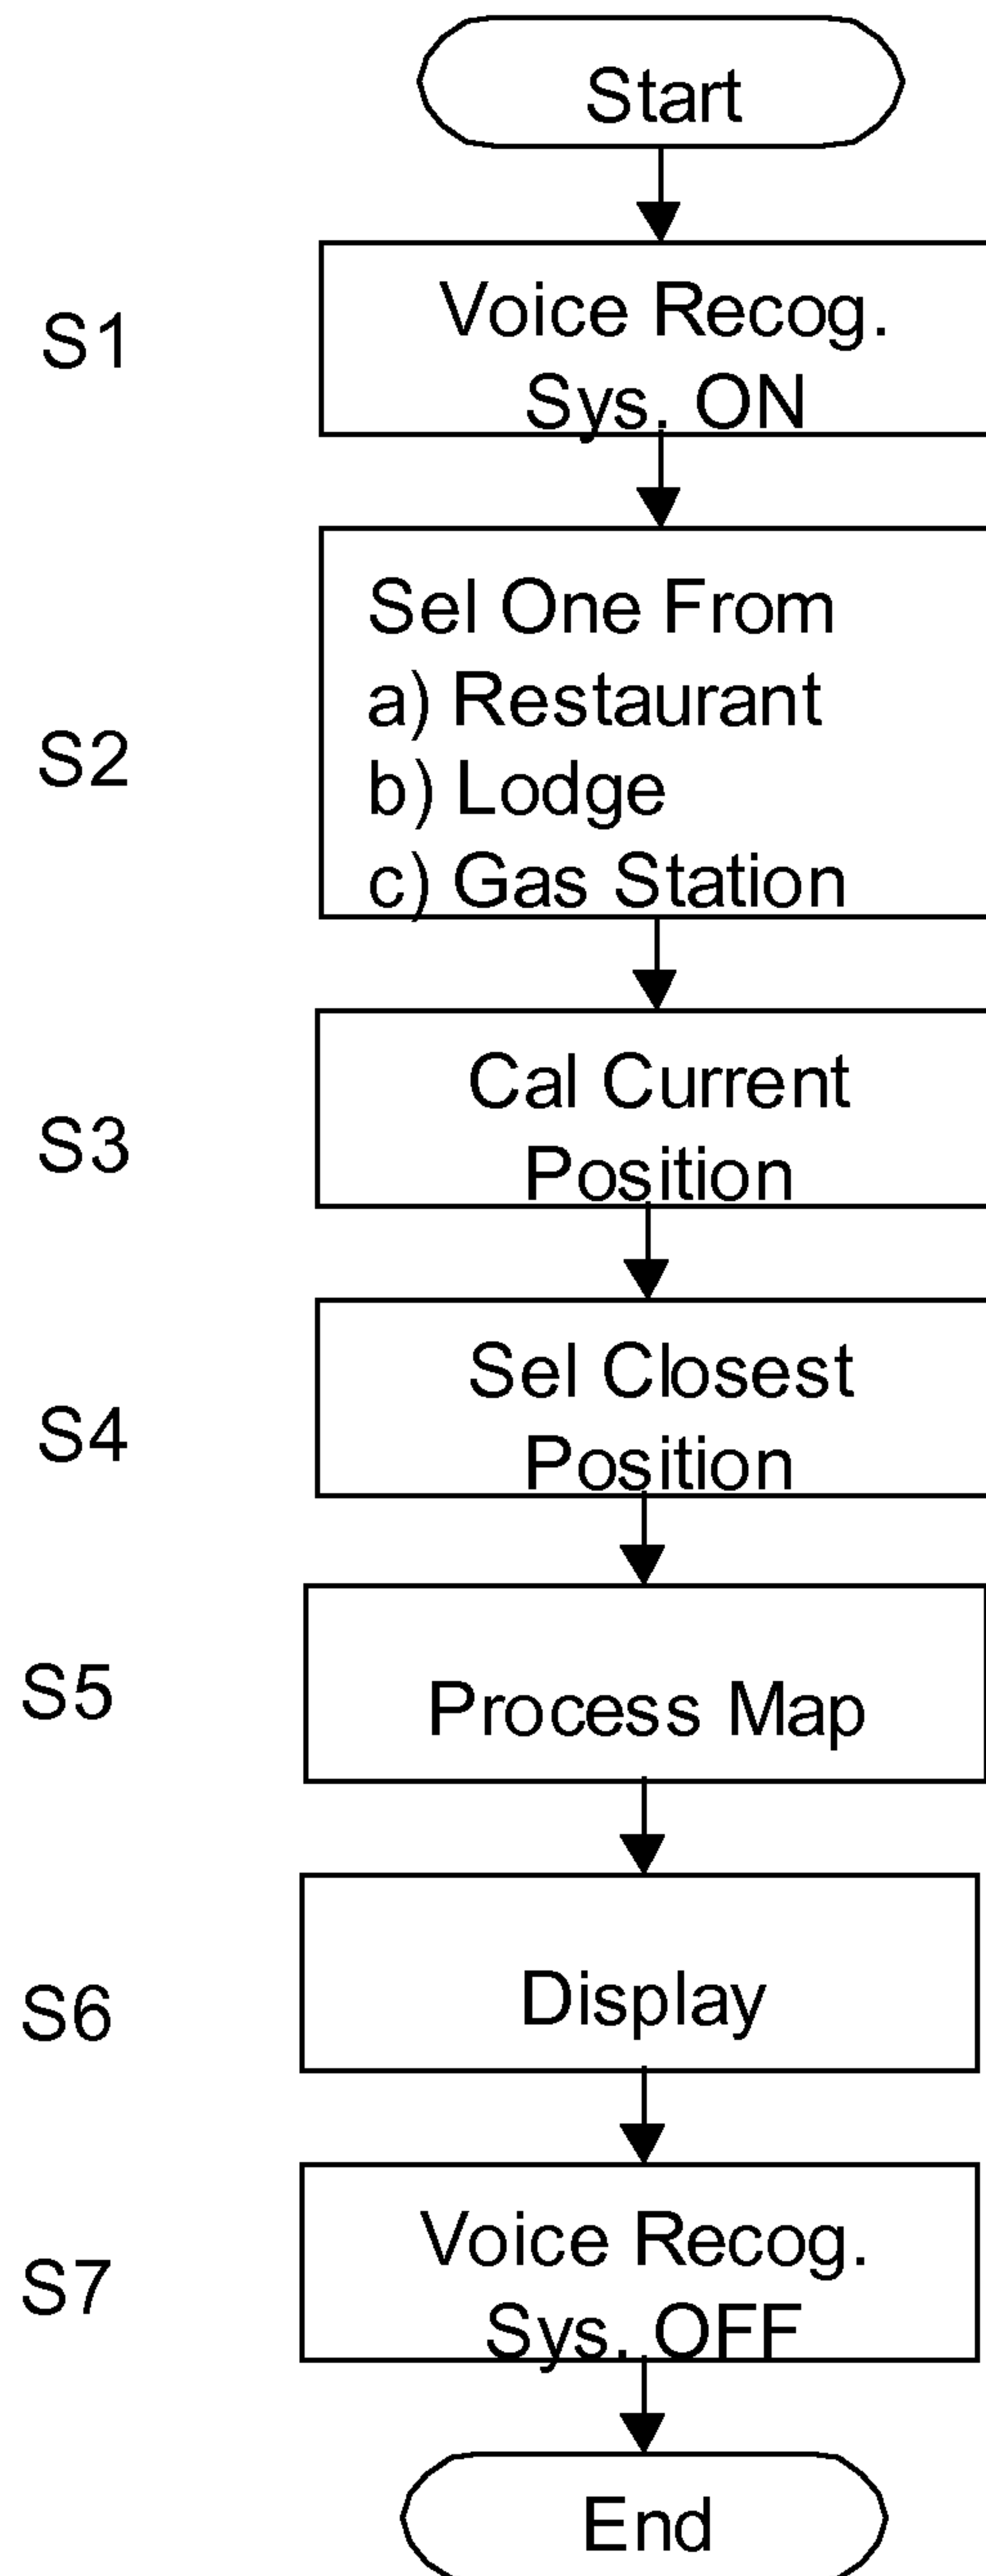 Start
S1
Voice Recog.
Sys. ON
S2
Sel One From
a) Restaurant
b) Lodge
c) Gas Station
S3
Cal Current
Position
S4
Sel Closest
Position
S5
Process Map
S6
Display
S7
Voice Recog.
Sys. OFF
End